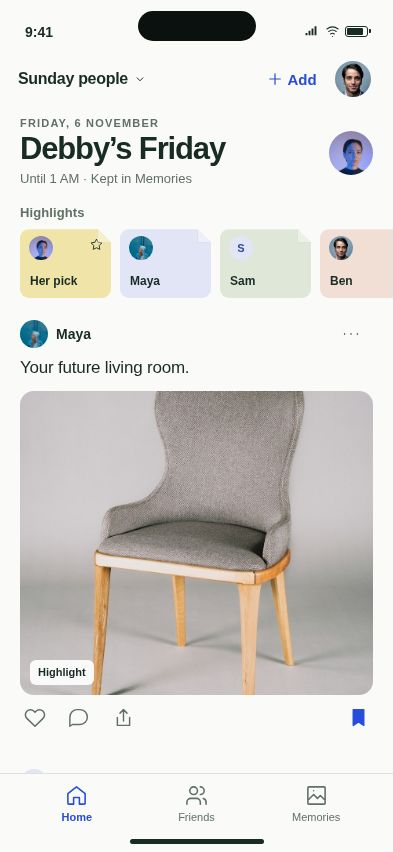 9:41
Sunday people
Add
FRIDAY, 6 NOVEMBER
Debby’s Friday
Until 1 AM · Kept in Memories
Highlights
Her pick
Maya
S
Sam
Ben
Maya
Your future living room.
Highlight
Home
Friends
Memories